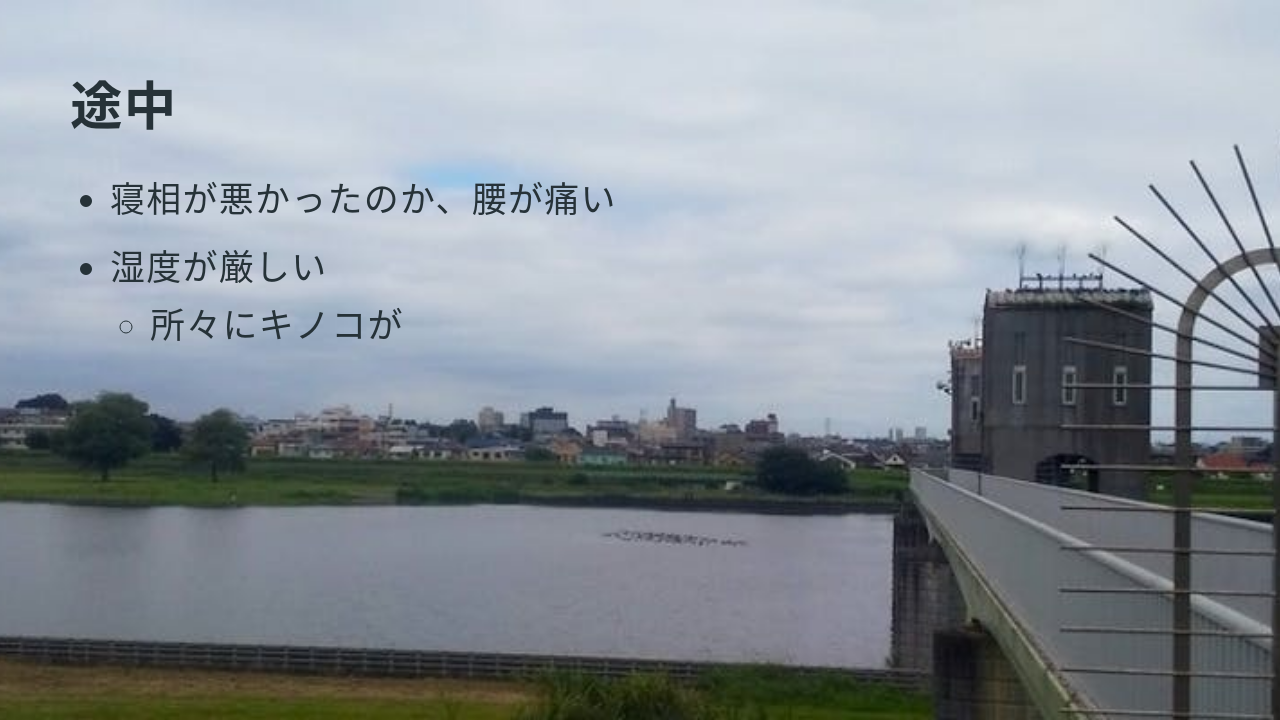 途中
寝相が悪かったのか、腰が痛い
湿度が厳しい
所々にキノコが